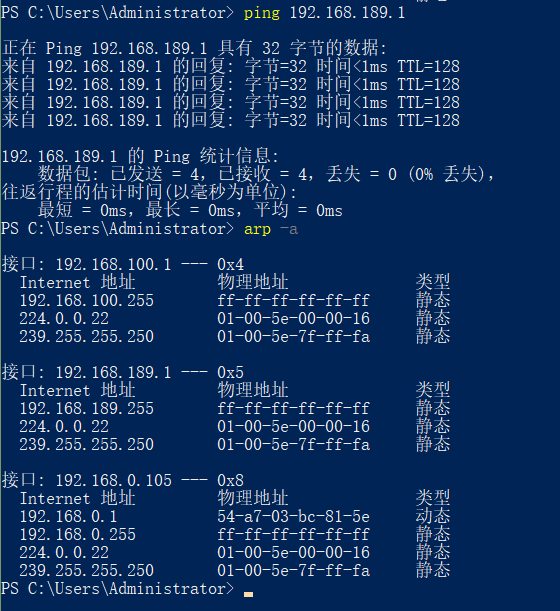 PS C:\Users\Administrator> ping 192.168.189.1
正在 Ping 192.168.189.1 具有 32 字节的数据:
来自 192.168.189.1 的回复: 字节=32 时间<1ms TTL=128
来自 192.168.189.1 的回复: 字节=32 时间<1ms TTL=128
来自 192.168.189.1 的回复: 字节=32 时间<1ms TTL=128
来自 192.168.189.1 的回复: 字节=32 时间<1ms TTL=128
192.168.189.1 的 Ping 统计信息:
数据包: 已发送 = 4，已接收 = 4，丢失 = 0 (0% 丢失)，
往返行程的估计时间(以毫秒为单位):
最短 = 0ms，最长 = 0ms，平均 = 0ms
PS C:\Users\Administrator> arp -a
接口: 192.168.100.1 --- 0x4
Internet 地址 物理地址 类型
192.168.100.255 ff-ff-ff-ff-ff-ff 静态
224.0.0.22 01-00-5e-00-00-16 静态
239.255.255.250 01-00-5e-7f-ff-fa 静态
接口: 192.168.189.1 --- 0x5
Internet 地址 物理地址 类型
192.168.189.255 ff-ff-ff-ff-ff-ff 静态
224.0.0.22 01-00-5e-00-00-16 静态
239.255.255.250 01-00-5e-7f-ff-fa 静态
接口: 192.168.0.105 --- 0x8
Internet 地址 物理地址 类型
192.168.0.1 54-a7-03-bc-81-5e 动态
192.168.0.255 ff-ff-ff-ff-ff-ff 静态
224.0.0.22 01-00-5e-00-00-16 静态
239.255.255.250 01-00-5e-7f-ff-fa 静态
PS C:\Users\Administrator>